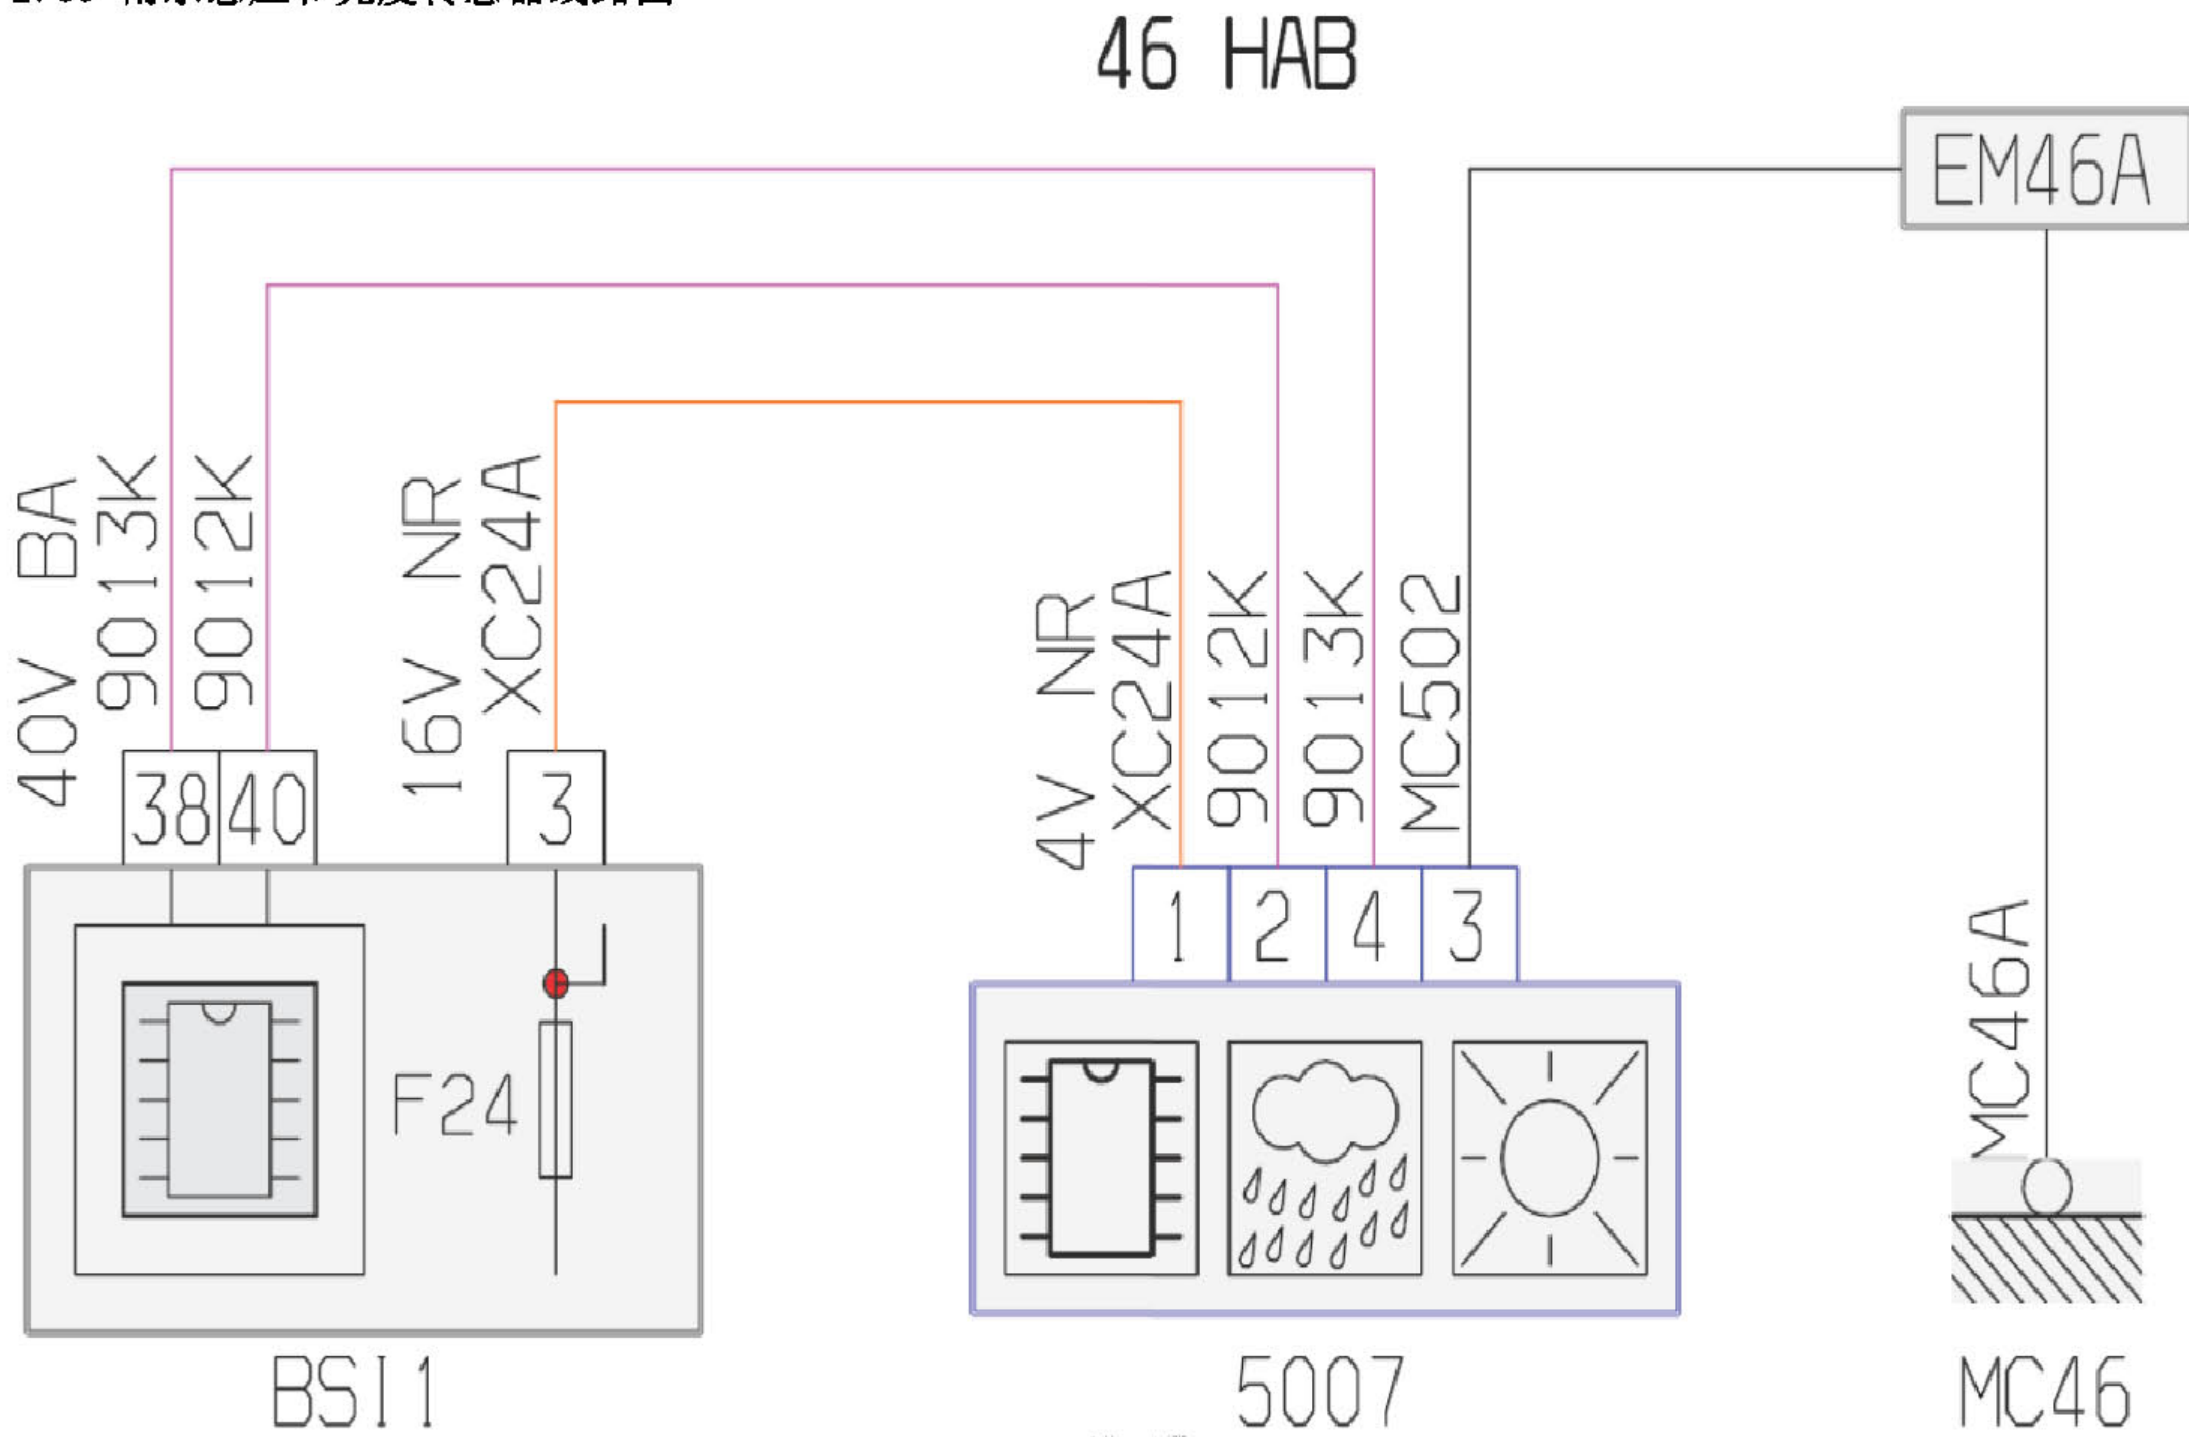 46 HAB
EM46A
40V BA
9013K
9012K
16V NR
XC24A
4V NR
XC24A
9012K
9013K
MC502
38 40
3
1 2 4 3
MC46A
F24
BSI1
5007
MC46